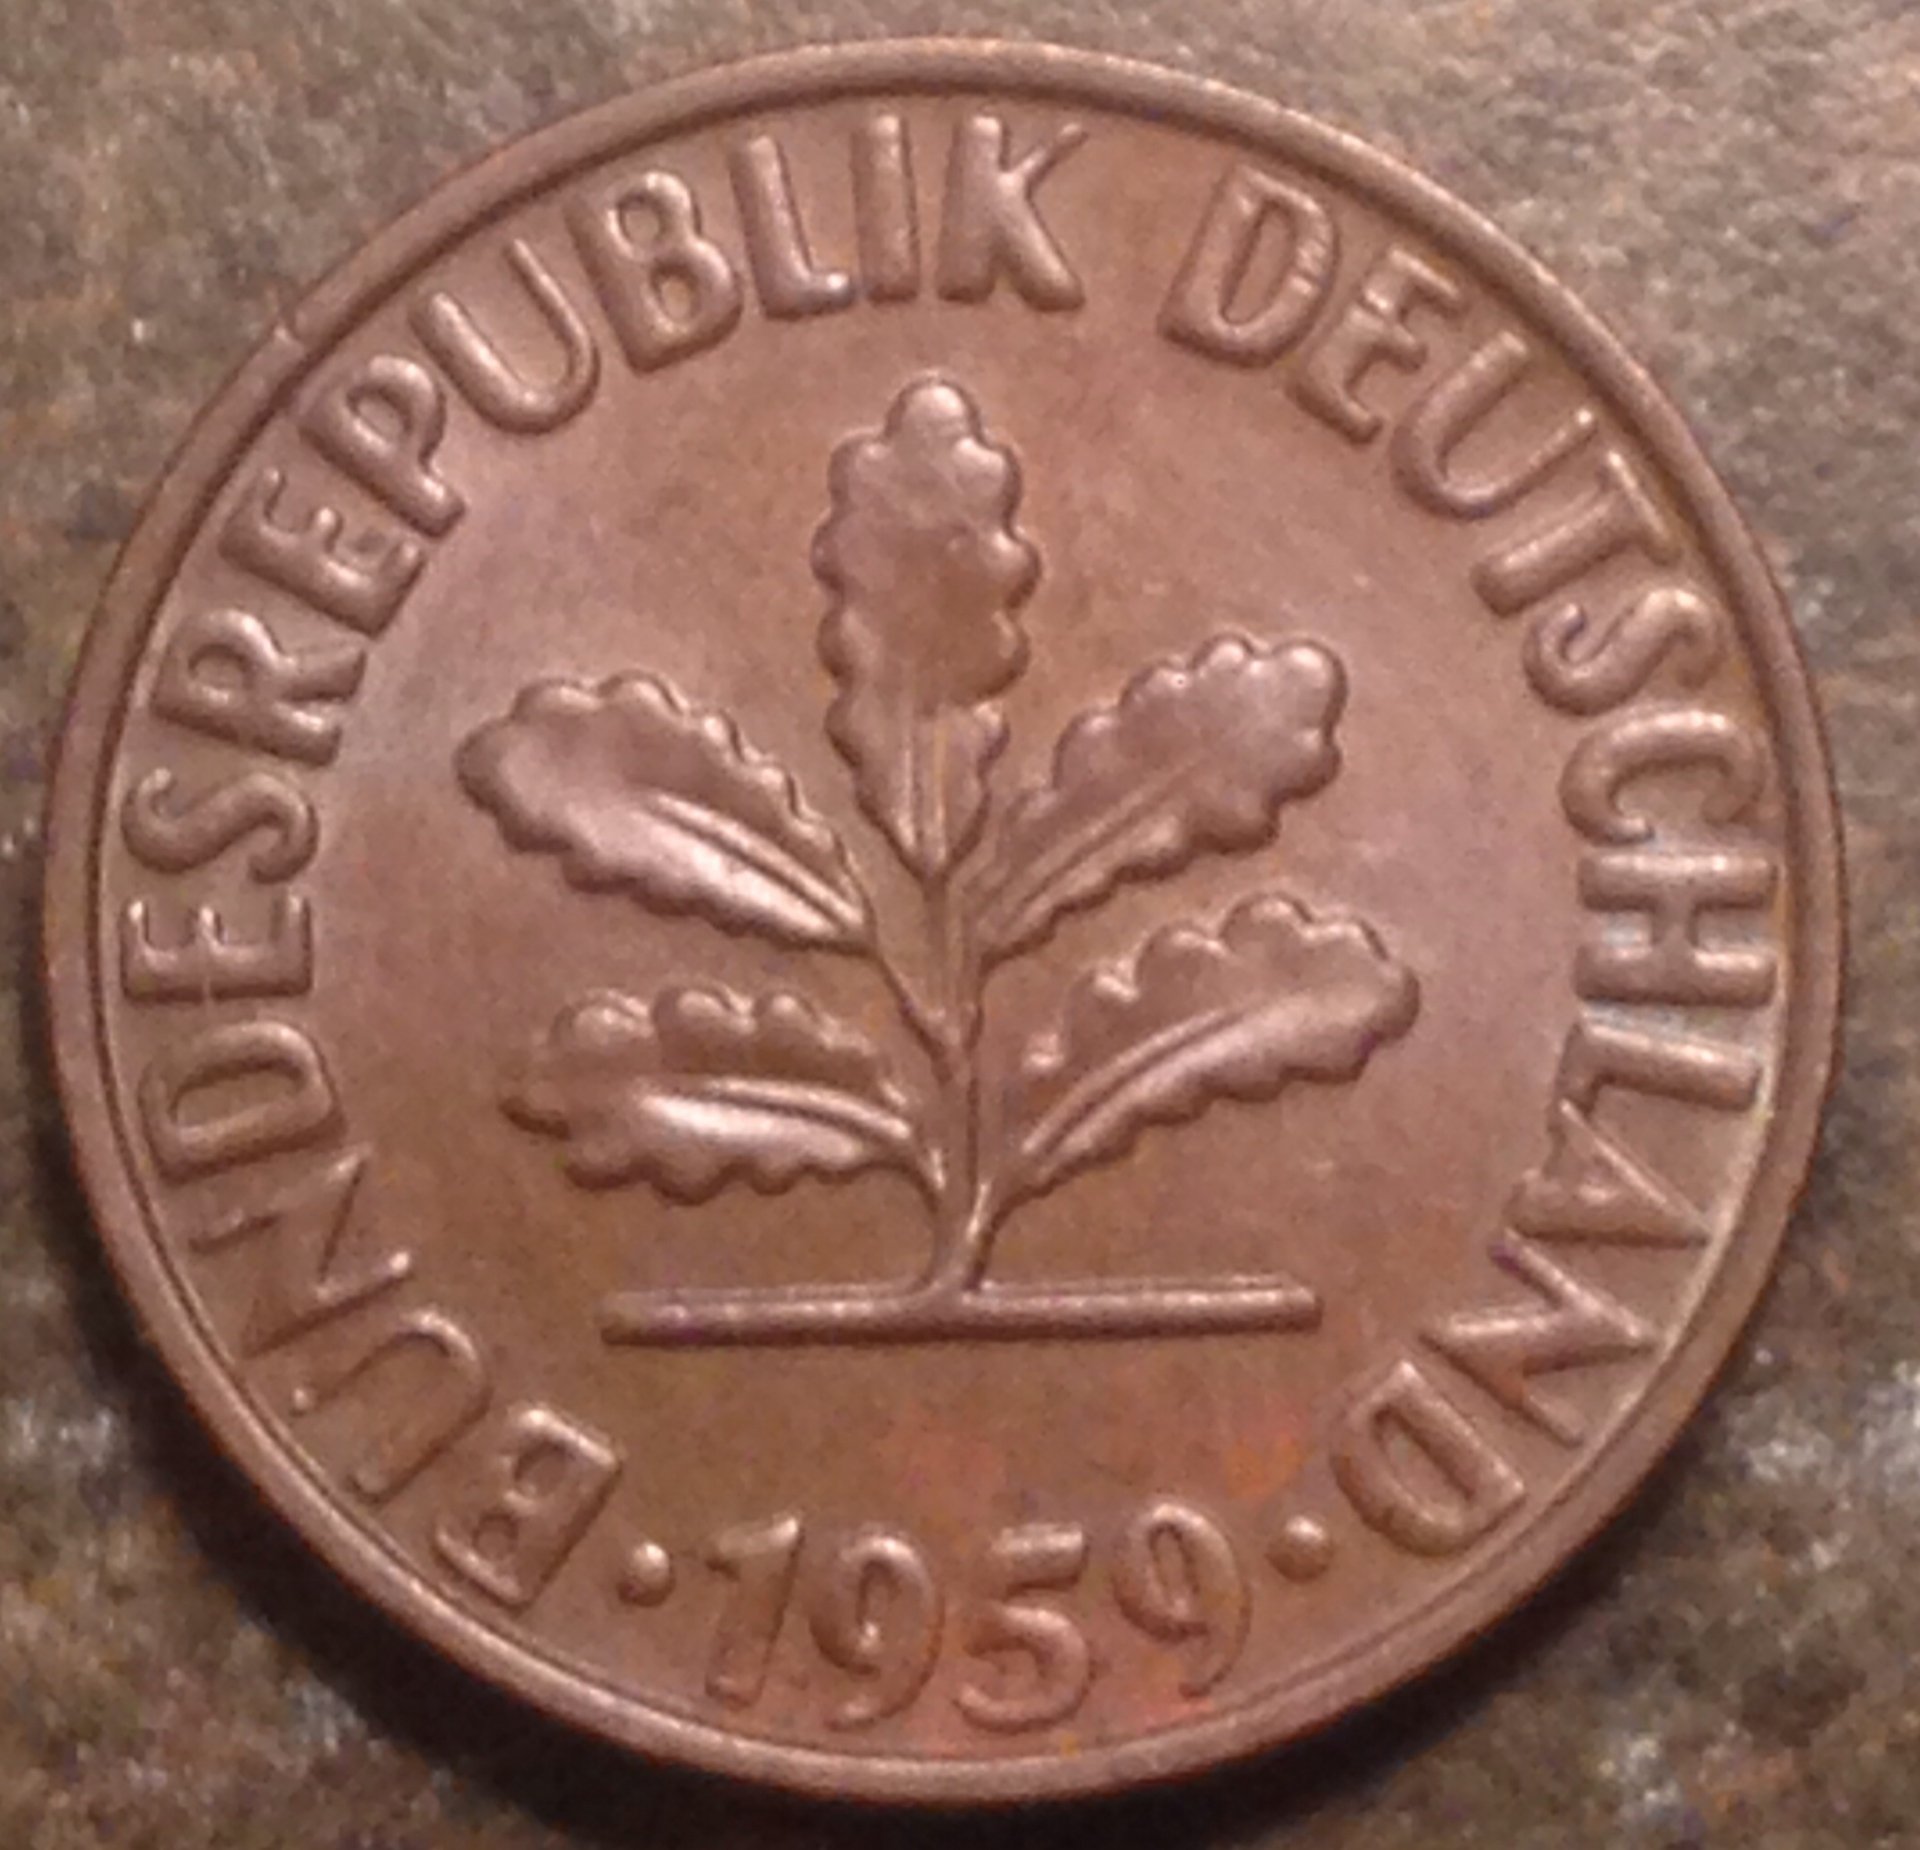 BUNDESREPUBLIK DEUTSCHLAND
· 1959 ·